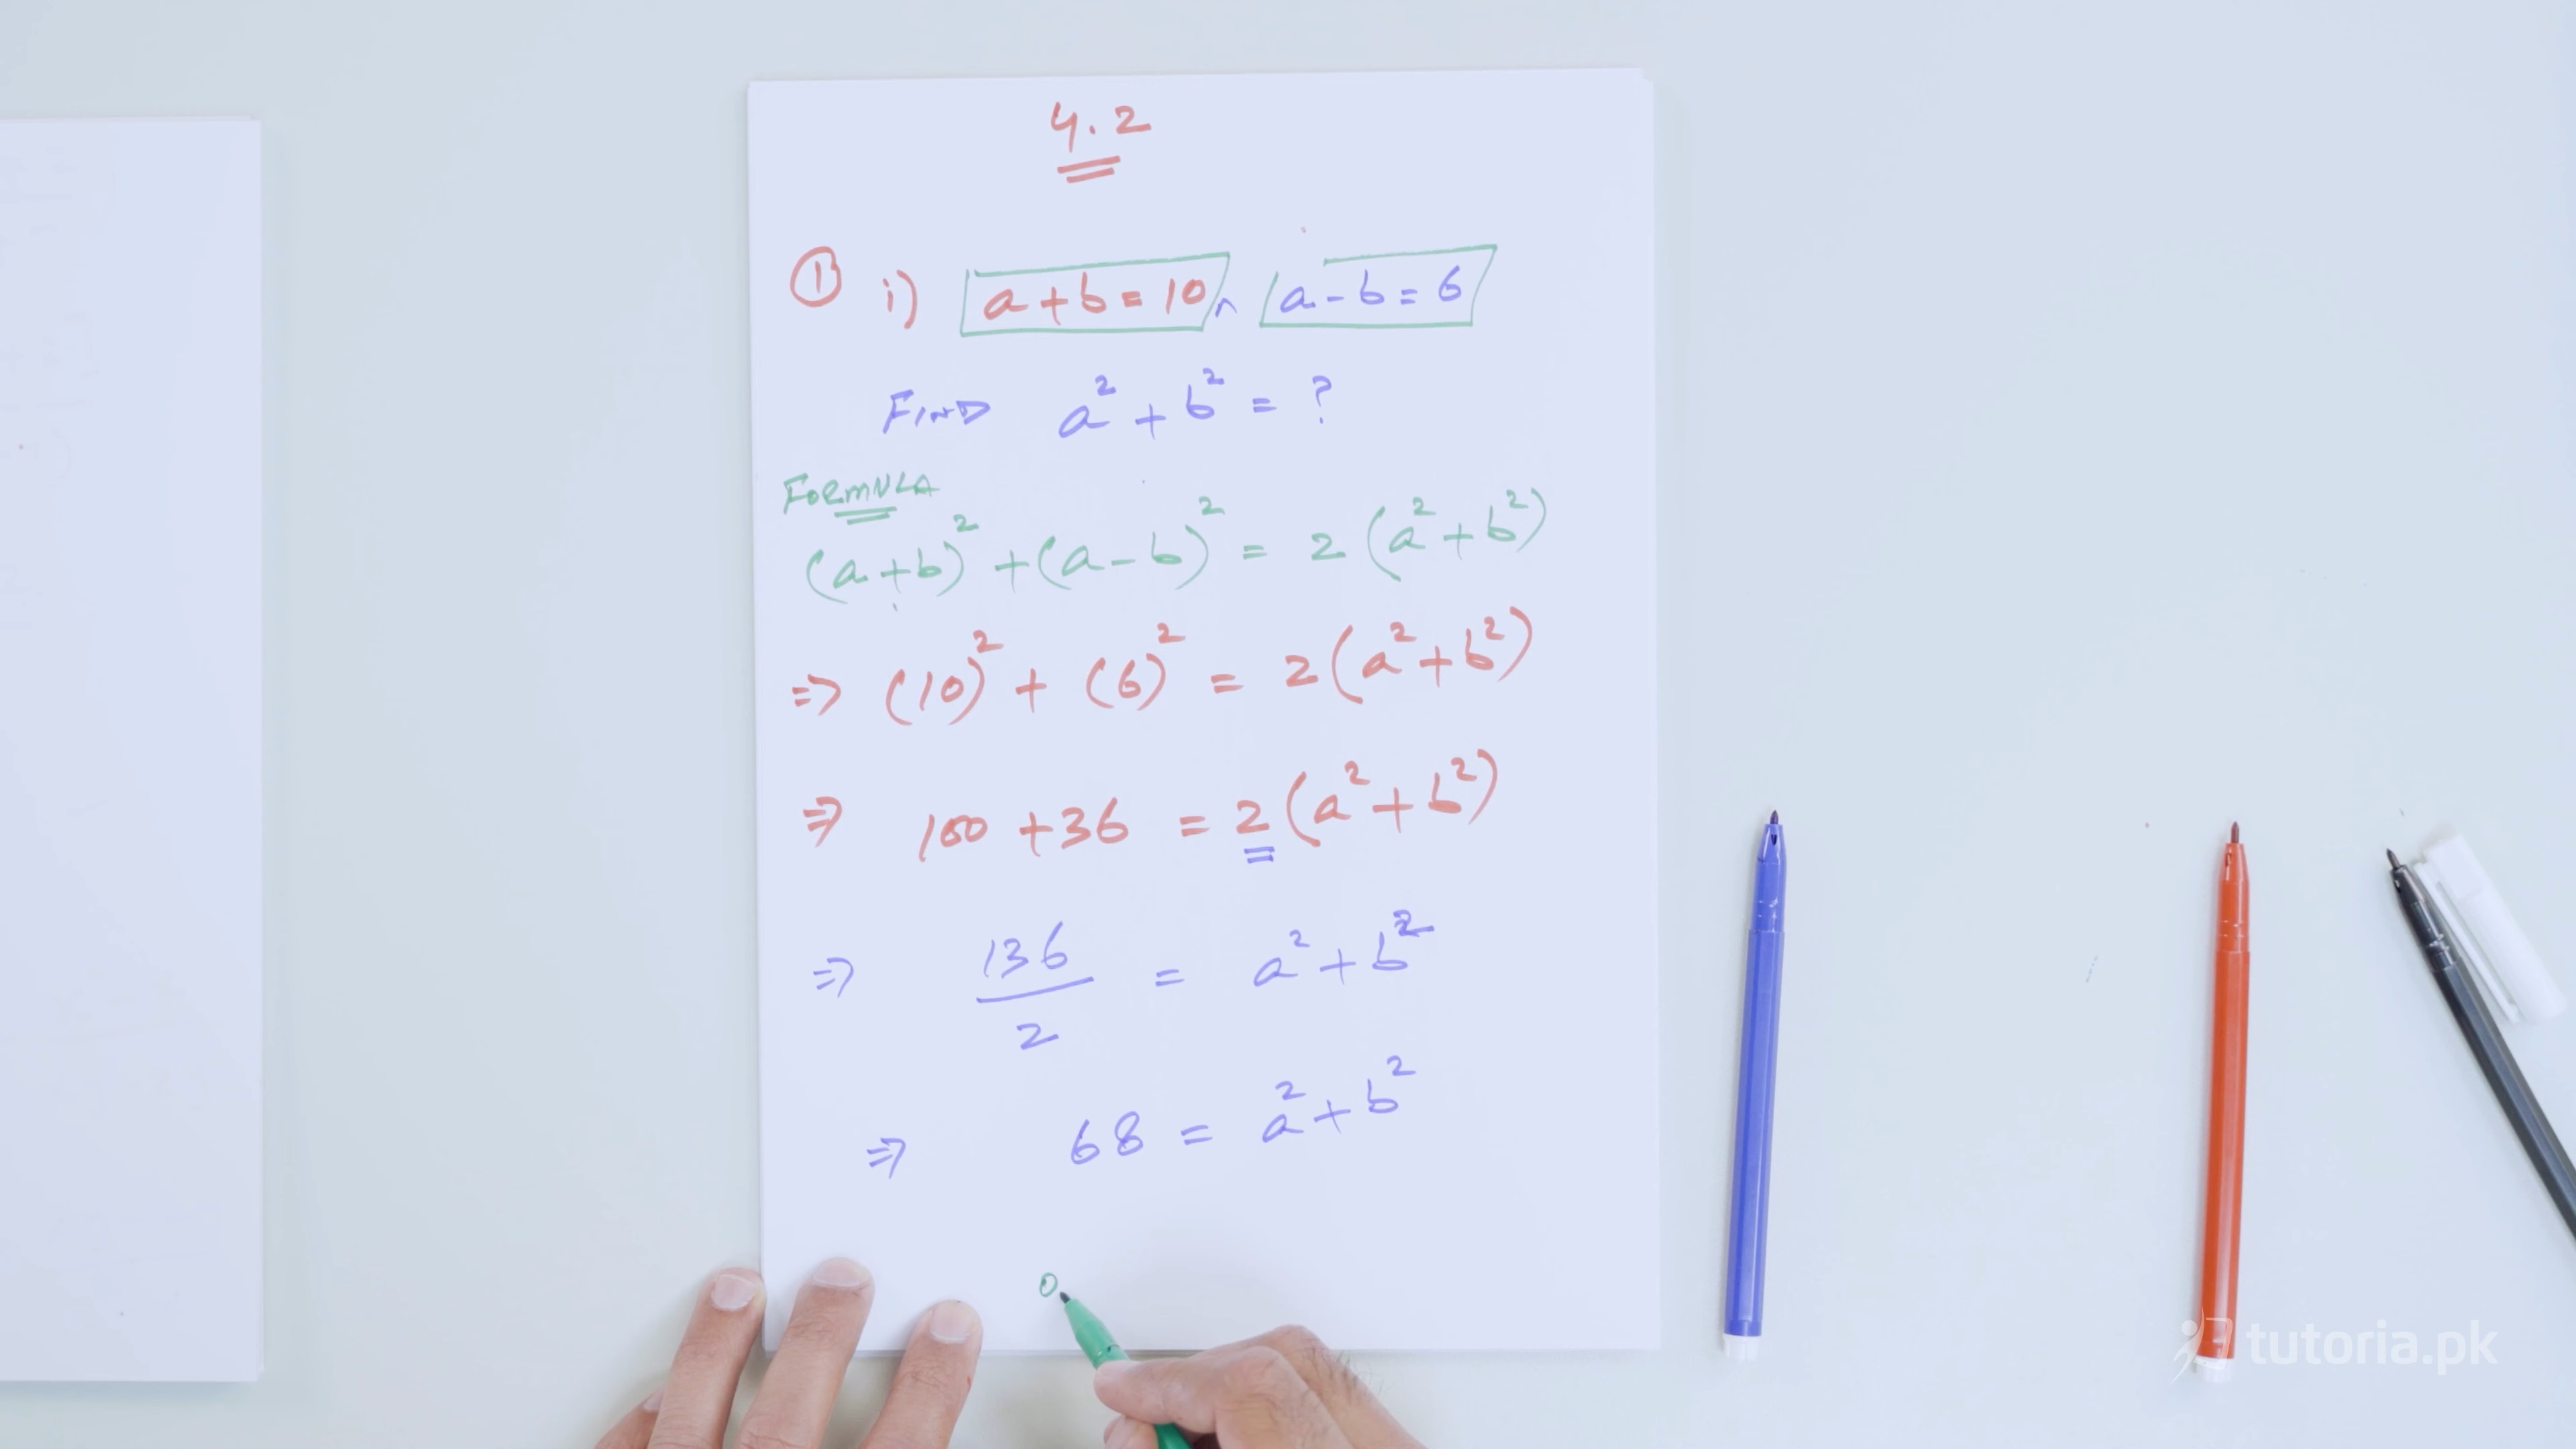 4.2
① i) a + b = 10 ^ a - b = 6
FIND a² + b² = ?
FORMULA
(a+b)² + (a-b)² = 2(a²+b²)
⇒ (10)² + (6)² = 2(a²+b²)
⇒ 100 + 36 = 2(a²+b²)
⇒ 136/2 = a²+b²
⇒ 68 = a²+b²
tutoria.pk